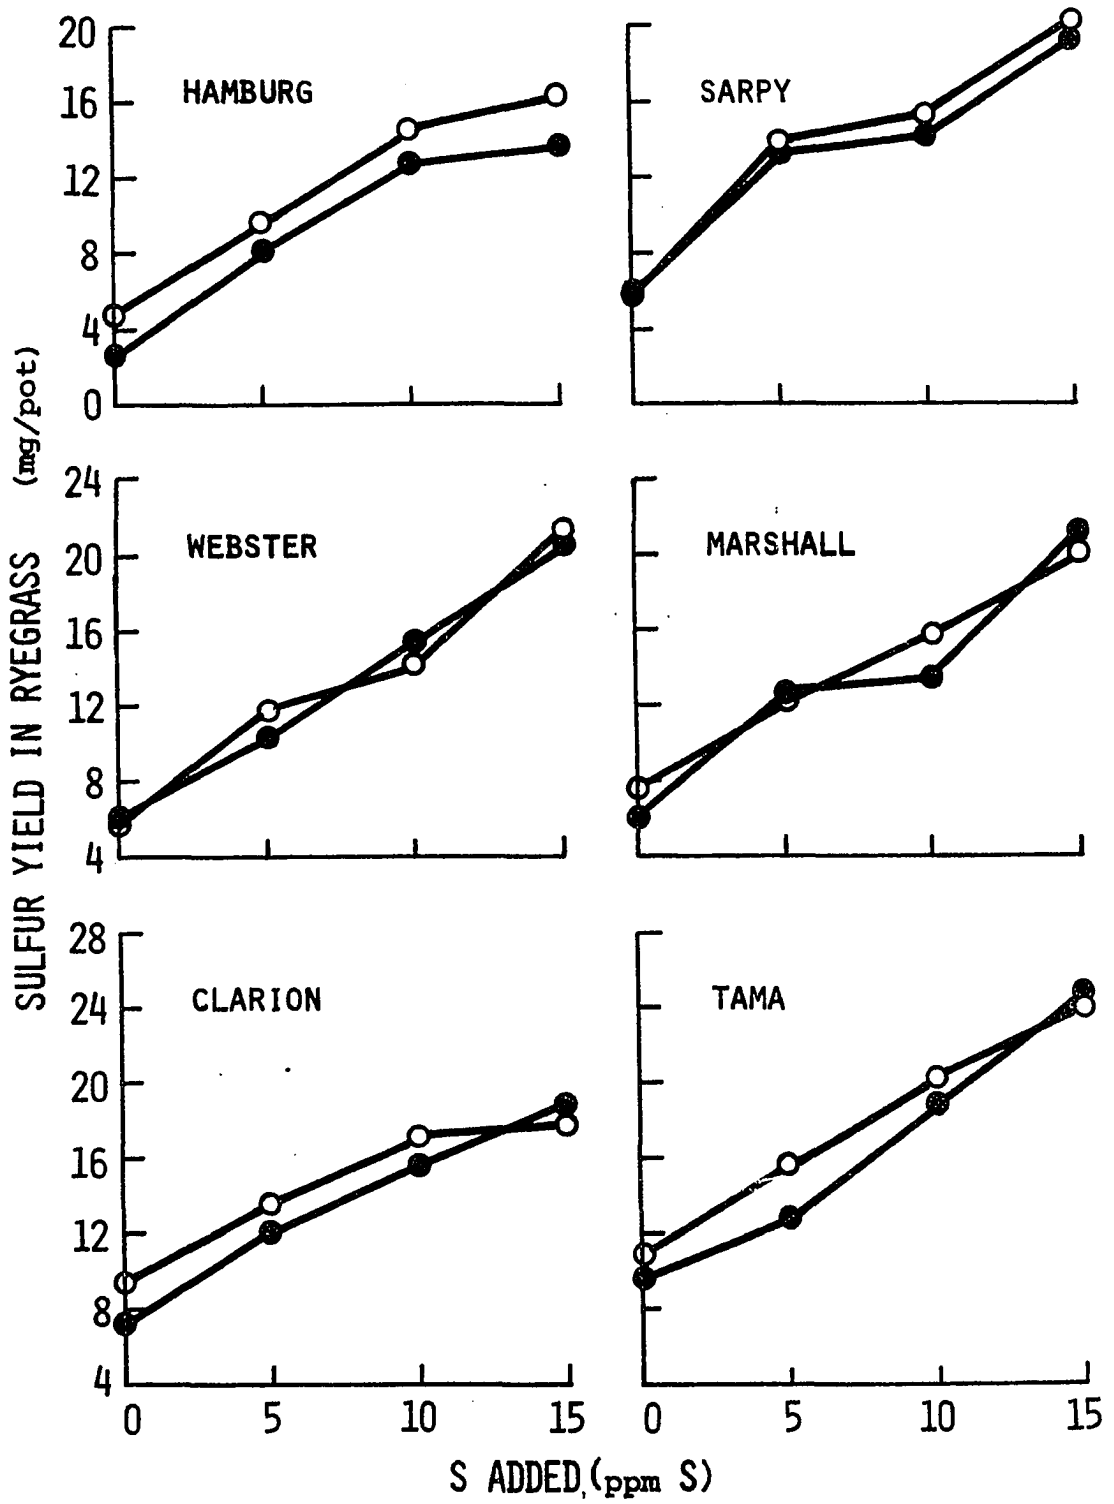 20
16
12
8
4
0
HAMBURG
SARPY
24
20
16
12
8
4
WEBSTER
MARSHALL
28
24
20
16
12
8
4
CLARION
TAMA
0 5 10 15
0 5 10 15
SULFUR YIELD IN RYEGRASS (mg/pot)
S ADDED (ppm S)